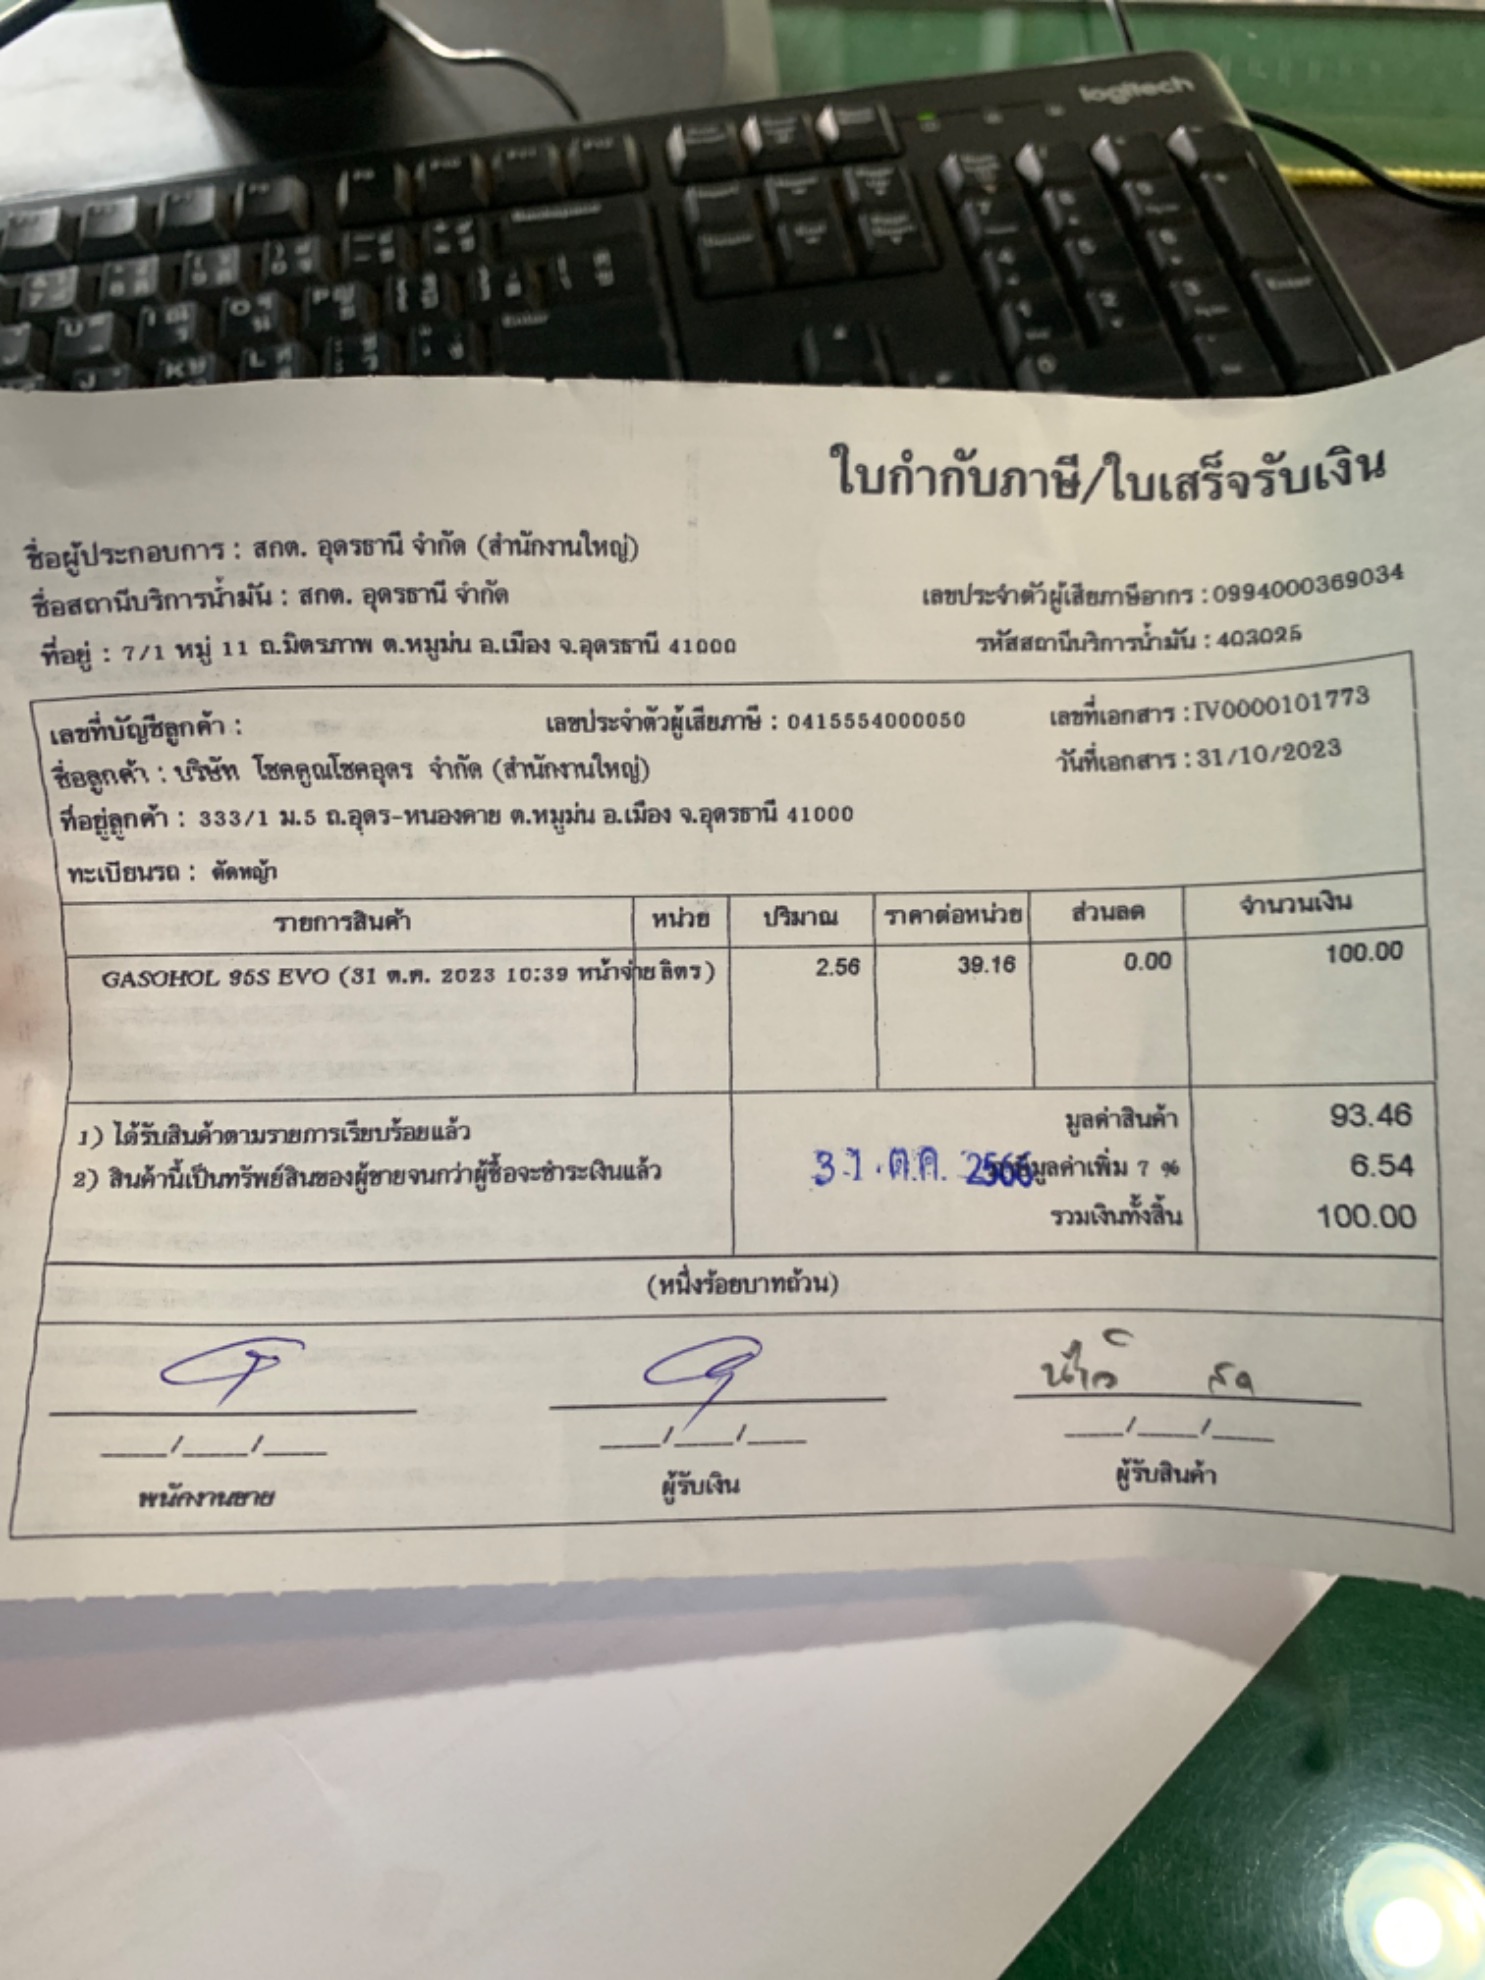 logitech
ใบกำกับภาษี/ใบเสร็จรับเงิน
ชื่อผู้ประกอบการ : สกต. อุดรธานี จำกัด (สำนักงานใหญ่)
ชื่อสถานีบริการน้ำมัน : สกต. อุดรธานี จำกัด
เลขประจำตัวผู้เสียภาษีอากร : 0994000369034
ที่อยู่ : 7/1 หมู่ 11 ถ.มิตรภาพ ต.หมูม่น อ.เมือง จ.อุดรธานี 41000
รหัสสถานีบริการน้ำมัน : 403025
เลขที่บัญชีลูกค้า : เลขประจำตัวผู้เสียภาษี : 0415554000050 เลขที่เอกสาร : IV0000101773
ชื่อลูกค้า : บริษัท โชคคูณโชคอุดร จำกัด (สำนักงานใหญ่) วันที่เอกสาร : 31/10/2023
ที่อยู่ลูกค้า : 333/1 ม.5 ถ.อุดร-หนองคาย ต.หมูม่น อ.เมือง จ.อุดรธานี 41000
ทะเบียนรถ : ตัดหญ้า
รายการสินค้า หน่วย ปริมาณ ราคาต่อหน่วย ส่วนลด จำนวนเงิน
GASOHOL 95S EVO (31 ต.ค. 2023 10:39 หน้าจ่าย ลิตร) 2.56 39.16 0.00 100.00
1) ได้รับสินค้าตามรายการเรียบร้อยแล้ว มูลค่าสินค้า 93.46
2) สินค้านี้เป็นทรัพย์สินของผู้ขายจนกว่าผู้ซื้อจะชำระเงินแล้ว 31 ต.ค. 2566 มูลค่าเพิ่ม 7 % 6.54
รวมเงินทั้งสิ้น 100.00
(หนึ่งร้อยบาทถ้วน)
___/___/___ ___/___/___ ___/___/___
พนักงานขาย ผู้รับเงิน ผู้รับสินค้า